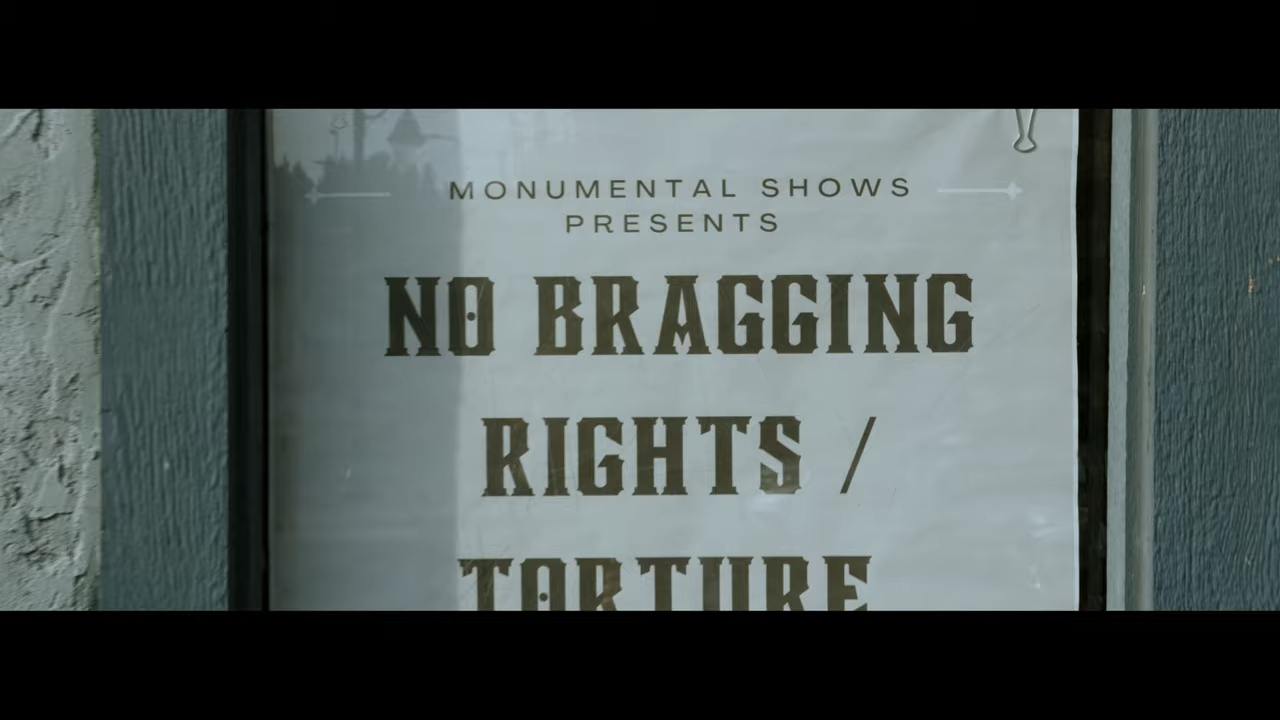 MONUMENTAL SHOWS
PRESENTS
NO BRAGGING
RIGHTS /
TORTURE